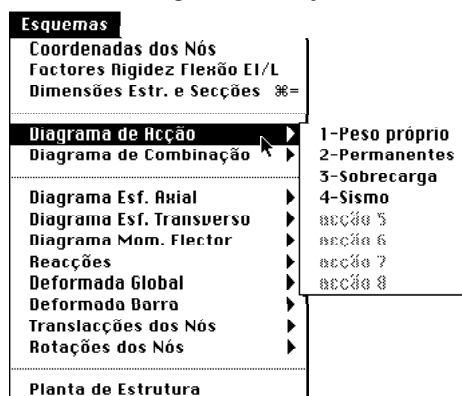 Esquemas
Coordenadas dos Nós
Factores Rigidez Flexão EI/L
Dimensões Estr. e Secções ⌘=
Diagrama de Acção
Diagrama de Combinação
Diagrama Esf. Axial
Diagrama Esf. Transverso
Diagrama Mom. Flector
Reacções
Deformada Global
Deformada Barra
Translacções dos Nós
Rotações dos Nós
Planta de Estrutura
1-Peso próprio
2-Permanentes
3-Sobrecarga
4-Sismo
acção 5
acção 6
acção 7
acção 8